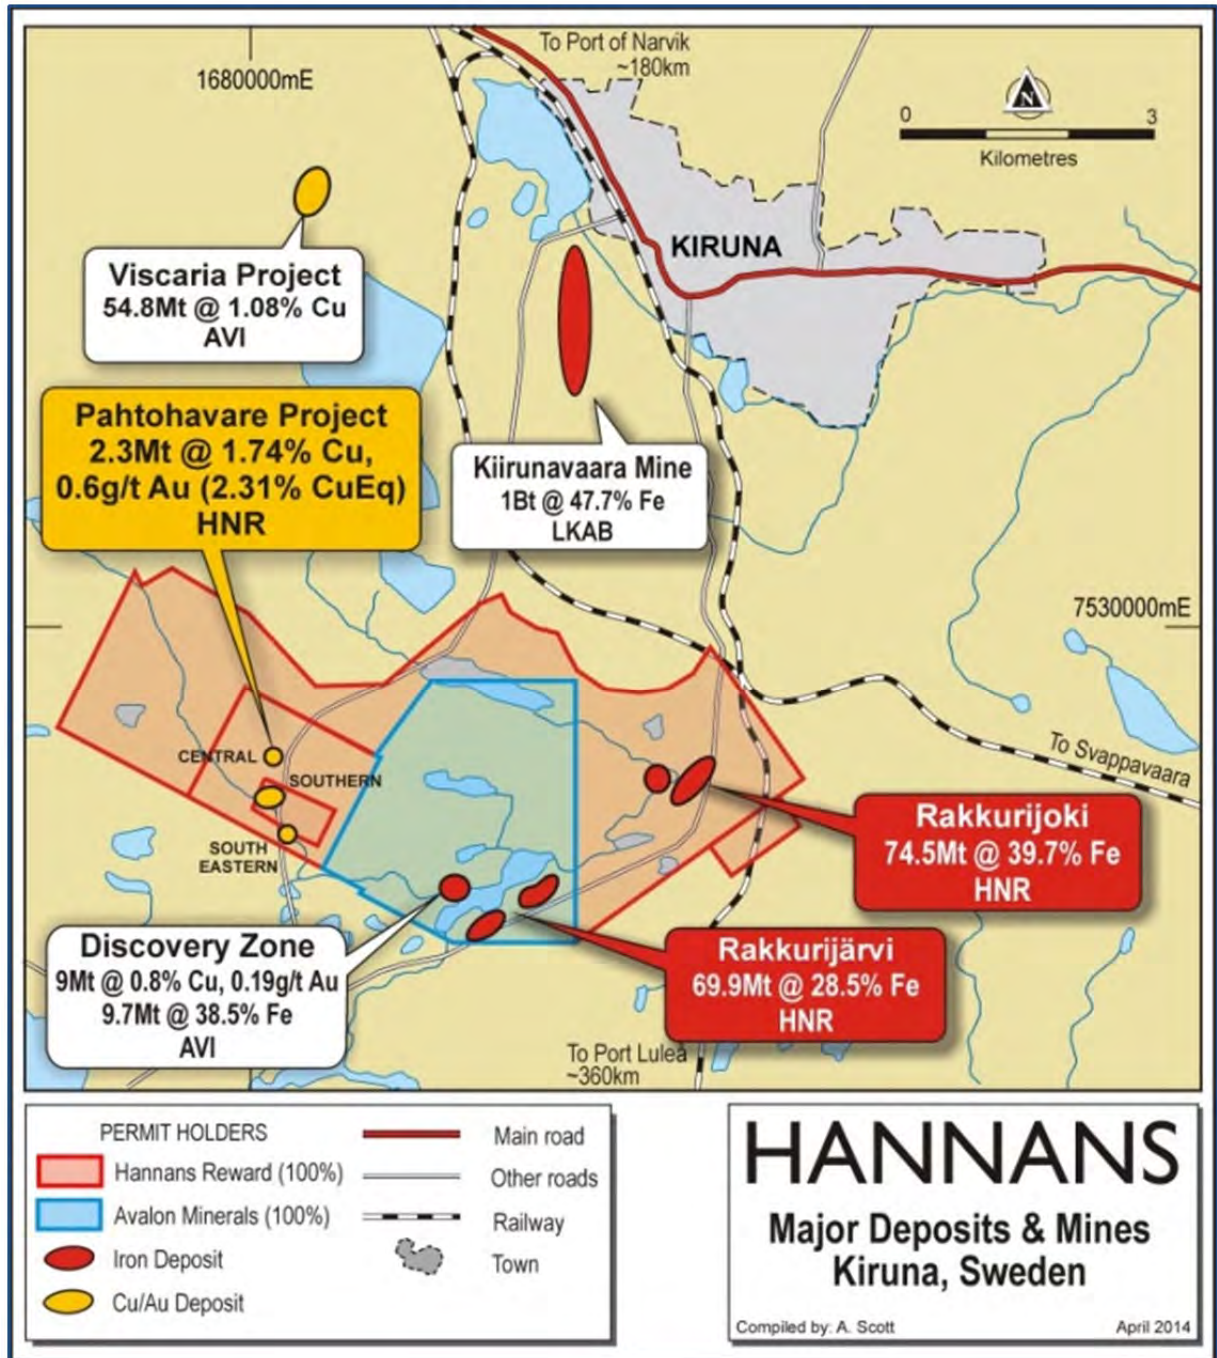 To Port of Narvik
~180km
1680000mE
N
0 3
Kilometres
KIRUNA
Viscaria Project
54.8Mt @ 1.08% Cu
AVI
Pahtohavare Project
2.3Mt @ 1.74% Cu,
0.6g/t Au (2.31% CuEq)
HNR
Kiirunavaara Mine
1Bt @ 47.7% Fe
LKAB
7530000mE
To Svappavaara
CENTRAL
SOUTHERN
SOUTH
EASTERN
Rakkurijoki
74.5Mt @ 39.7% Fe
HNR
Discovery Zone
9Mt @ 0.8% Cu, 0.19g/t Au
9.7Mt @ 38.5% Fe
AVI
Rakkurijärvi
69.9Mt @ 28.5% Fe
HNR
To Port Luleå
~360km
PERMIT HOLDERS
Hannans Reward (100%)
Avalon Minerals (100%)
Iron Deposit
Cu/Au Deposit
Main road
Other roads
Railway
Town
HANNANS
Major Deposits & Mines
Kiruna, Sweden
Compiled by: A. Scott April 2014